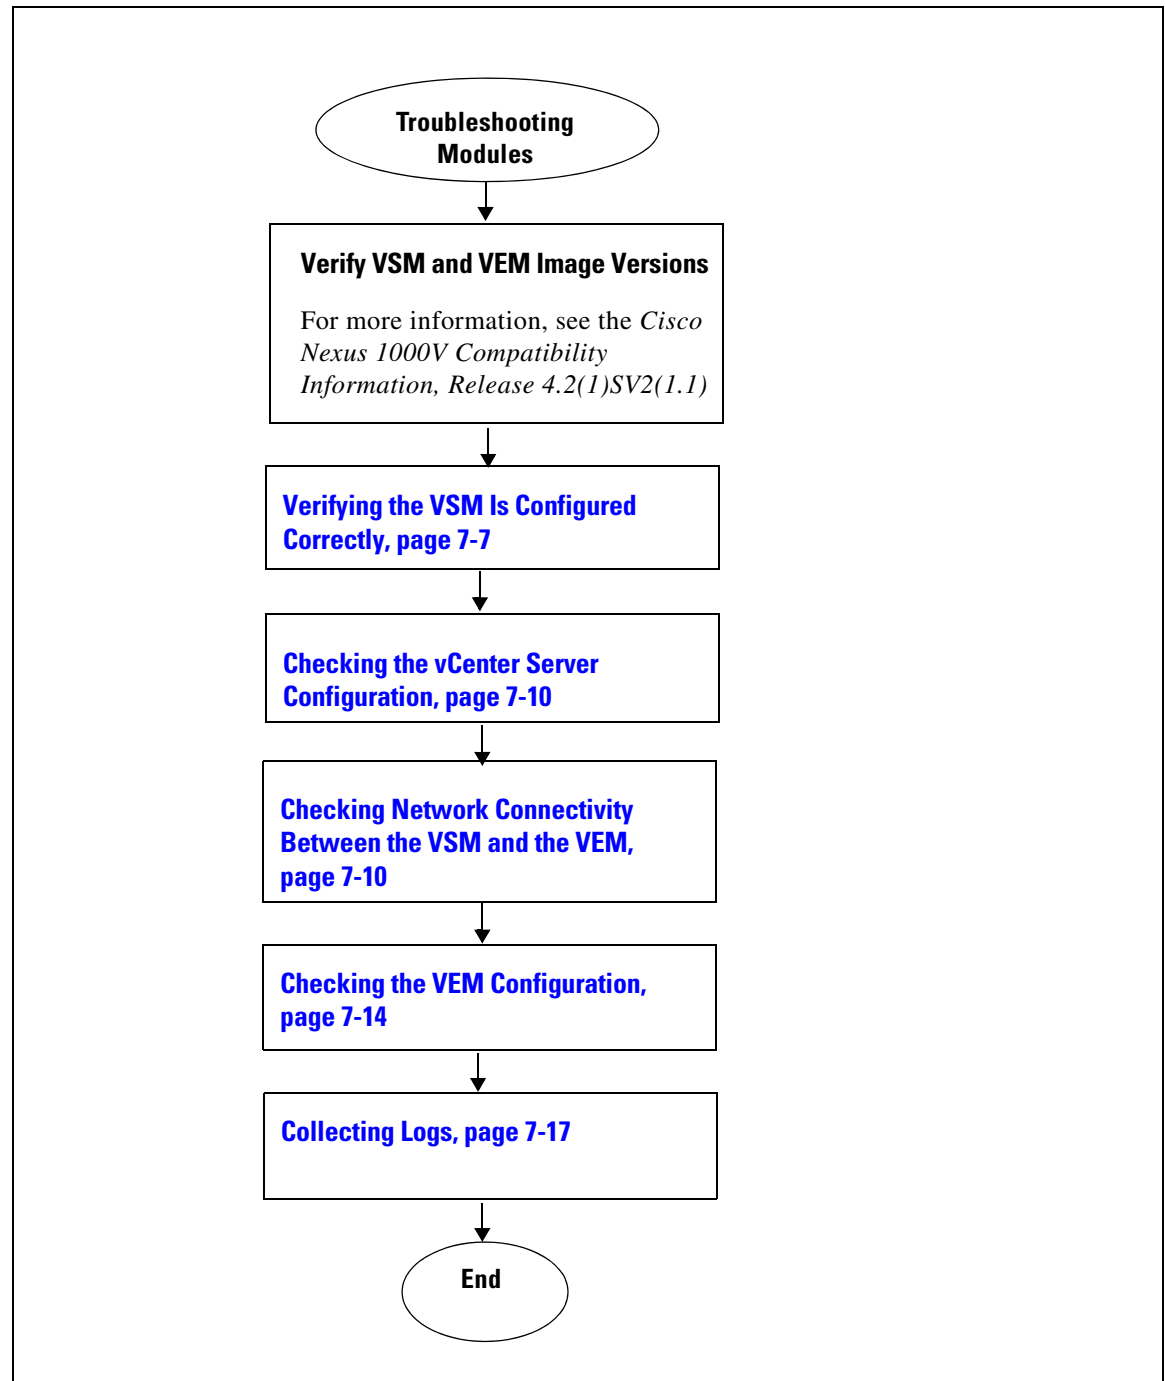 Troubleshooting
Modules
Verify VSM and VEM Image Versions
For more information, see the Cisco
Nexus 1000V Compatibility
Information, Release 4.2(1)SV2(1.1)
Verifying the VSM Is Configured
Correctly, page 7-7
Checking the vCenter Server
Configuration, page 7-10
Checking Network Connectivity
Between the VSM and the VEM,
page 7-10
Checking the VEM Configuration,
page 7-14
Collecting Logs, page 7-17
End